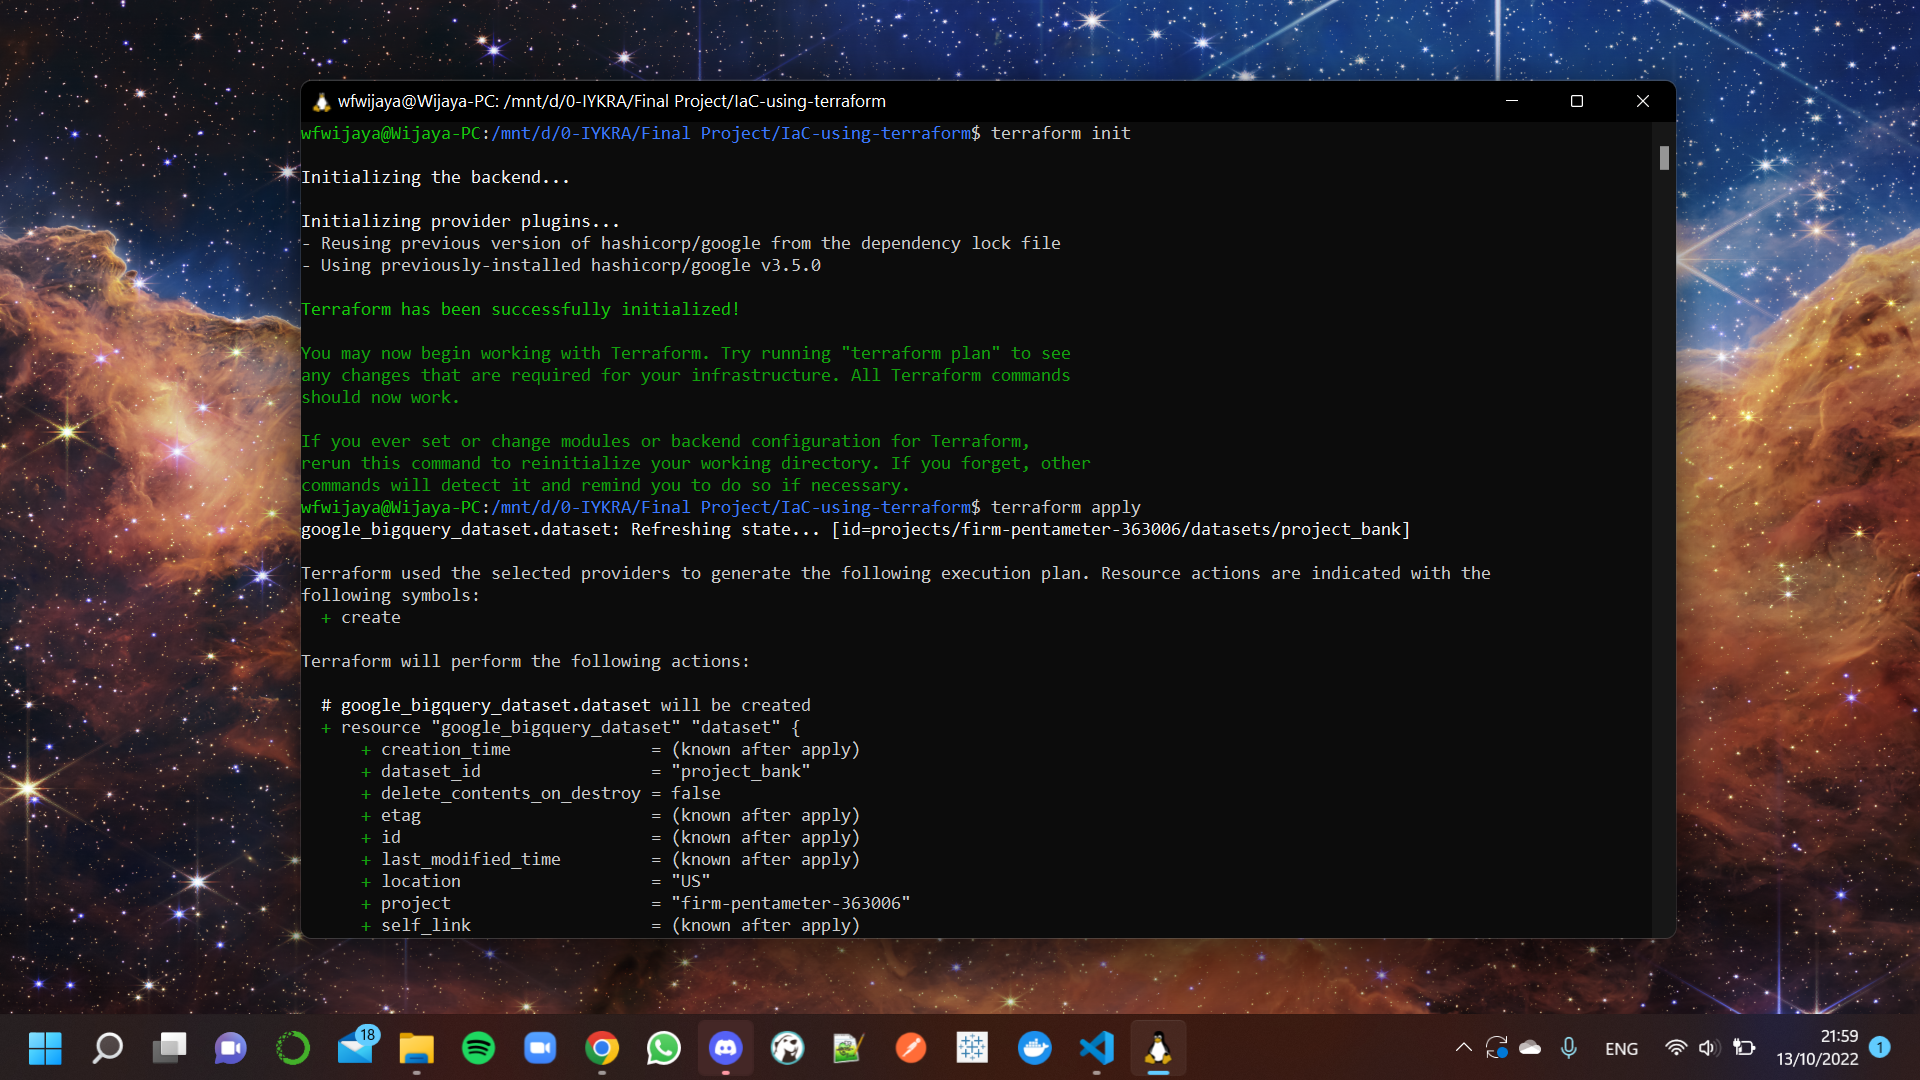 wfwijaya@Wijaya-PC: /mnt/d/0-IYKRA/Final Project/IaC-using-terraform
wfwijaya@Wijaya-PC:/mnt/d/0-IYKRA/Final Project/IaC-using-terraform$ terraform init
Initializing the backend...
Initializing provider plugins...
- Reusing previous version of hashicorp/google from the dependency lock file
- Using previously-installed hashicorp/google v3.5.0
Terraform has been successfully initialized!
You may now begin working with Terraform. Try running "terraform plan" to see
any changes that are required for your infrastructure. All Terraform commands
should now work.
If you ever set or change modules or backend configuration for Terraform,
rerun this command to reinitialize your working directory. If you forget, other
commands will detect it and remind you to do so if necessary.
wfwijaya@Wijaya-PC:/mnt/d/0-IYKRA/Final Project/IaC-using-terraform$ terraform apply
google_bigquery_dataset.dataset: Refreshing state... [id=projects/firm-pentameter-363006/datasets/project_bank]
Terraform used the selected providers to generate the following execution plan. Resource actions are indicated with the
following symbols:
  + create
Terraform will perform the following actions:
  # google_bigquery_dataset.dataset will be created
  + resource "google_bigquery_dataset" "dataset" {
      + creation_time              = (known after apply)
      + dataset_id                 = "project_bank"
      + delete_contents_on_destroy = false
      + etag                       = (known after apply)
      + id                         = (known after apply)
      + last_modified_time         = (known after apply)
      + location                   = "US"
      + project                    = "firm-pentameter-363006"
      + self_link                  = (known after apply)
18
ENG
21:59
13/10/2022
1